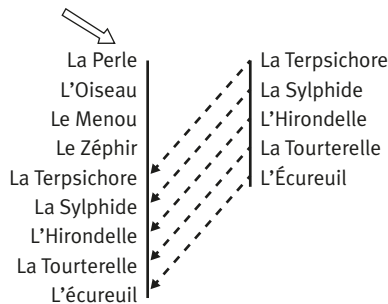 La Perle
L'Oiseau
Le Menou
Le Zéphir
La Terpsichore
La Sylphide
L'Hirondelle
La Tourterelle
L'écureuil
La Terpsichore
La Sylphide
L'Hirondelle
La Tourterelle
L'Écureuil